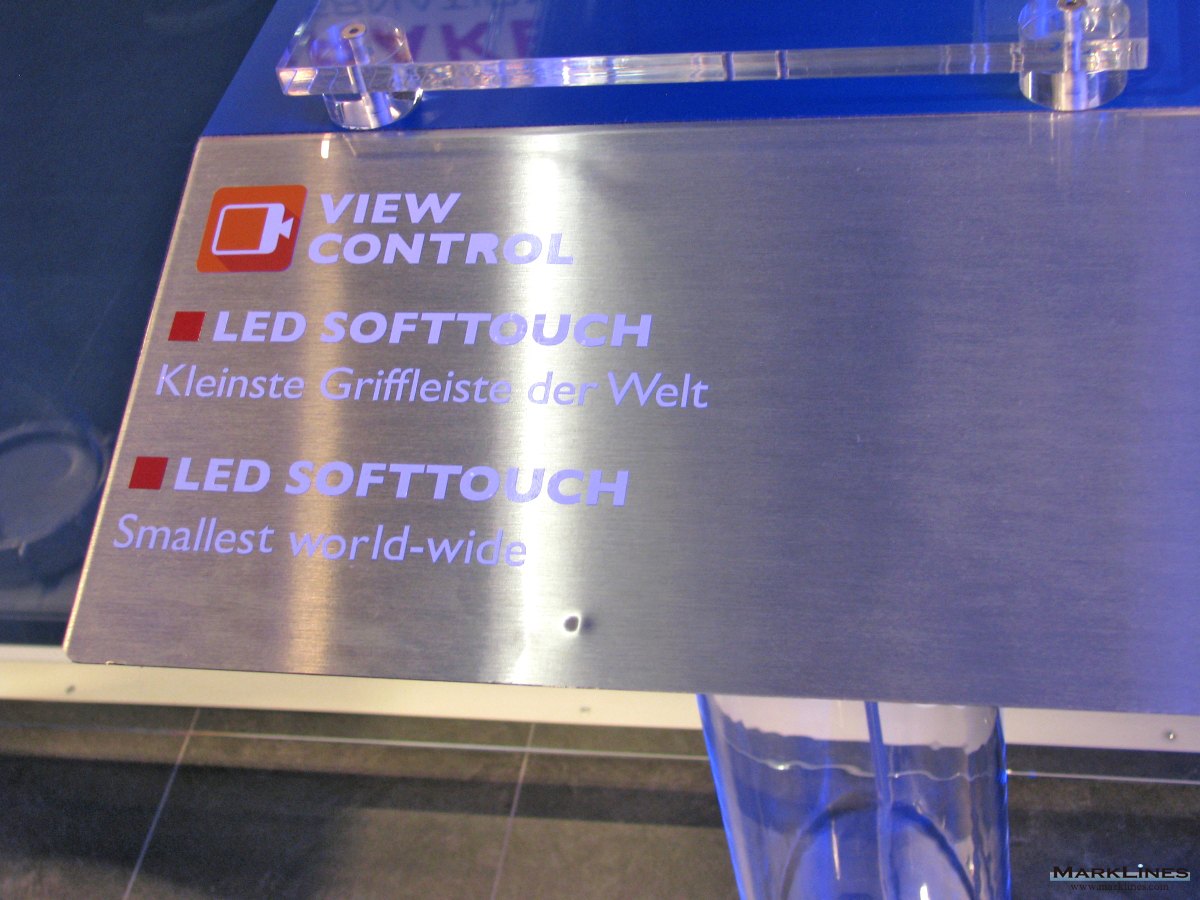 VIEW
CONTROL
LED SOFTTOUCH
Kleinste Griffleiste der Welt
LED SOFTTOUCH
Smallest world-wide
MARKLINES
www.marklines.com